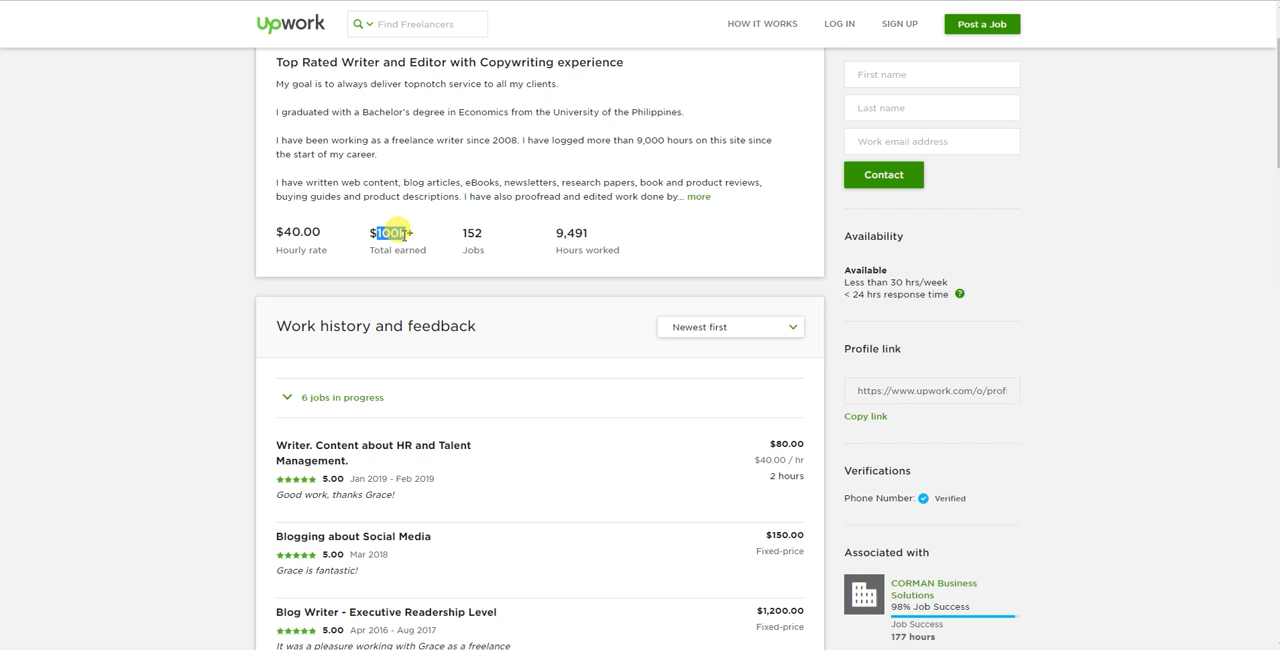 Upwork
Find Freelancers
HOW IT WORKS
LOG IN
SIGN UP
Post a Job
Top Rated Writer and Editor with Copywriting experience
My goal is to always deliver topnotch service to all my clients.
I graduated with a Bachelor's degree in Economics from the University of the Philippines.
I have been working as a freelance writer since 2008. I have logged more than 9,000 hours on this site since
the start of my career.
I have written web content, blog articles, eBooks, newsletters, research papers, book and product reviews,
buying guides and product descriptions. I have also proofread and edited work done by... more
$40.00
Hourly rate
$100k+
Total earned
152
Jobs
9,491
Hours worked
Work history and feedback
Newest first
6 jobs in progress
Writer. Content about HR and Talent
Management.
5.00 Jan 2019 - Feb 2019
Good work, thanks Grace!
$80.00
$40.00 / hr
2 hours
Blogging about Social Media
5.00 Mar 2018
Grace is fantastic!
$150.00
Fixed-price
Blog Writer - Executive Readership Level
5.00 Apr 2016 - Aug 2017
It was a pleasure working with Grace as a freelance
$1,200.00
Fixed-price
First name
Last name
Work email address
Contact
Availability
Available
Less than 30 hrs/week
< 24 hrs response time ?
Profile link
https://www.upwork.com/o/prof
Copy link
Verifications
Phone Number: Verified
Associated with
CORMAN Business
Solutions
98% Job Success
Job Success
177 hours